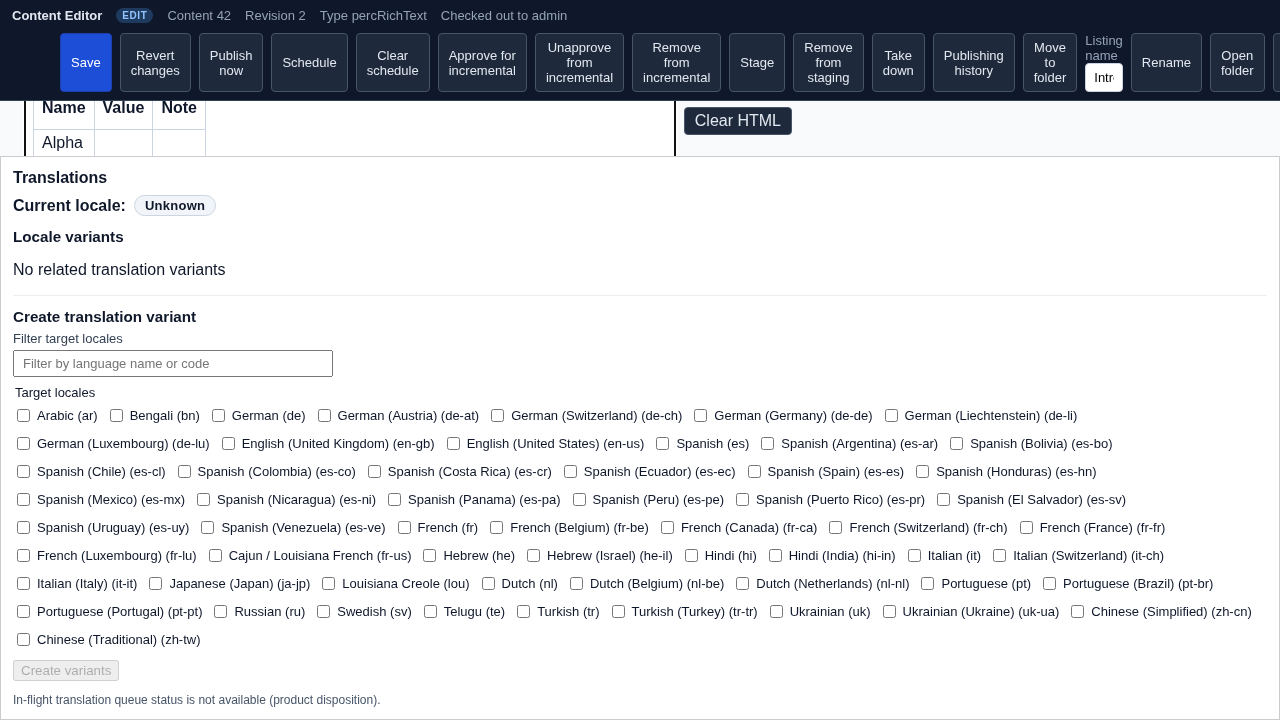 Content Editor EDIT Content 42 Revision 2 Type percRichText Checked out to admin
Save Revert changes Publish now Schedule Clear schedule Approve for incremental Unapprove from incremental Remove from incremental Stage Remove from staging Take down Publishing history Move to folder Listing name Intr Rename Open folder
Name Value Note
Clear HTML
Alpha
Translations
Current locale: Unknown
Locale variants
No related translation variants
Create translation variant
Filter target locales
Filter by language name or code
Target locales
Arabic (ar) Bengali (bn) German (de) German (Austria) (de-at) German (Switzerland) (de-ch) German (Germany) (de-de) German (Liechtenstein) (de-li)
German (Luxembourg) (de-lu) English (United Kingdom) (en-gb) English (United States) (en-us) Spanish (es) Spanish (Argentina) (es-ar) Spanish (Bolivia) (es-bo)
Spanish (Chile) (es-cl) Spanish (Colombia) (es-co) Spanish (Costa Rica) (es-cr) Spanish (Ecuador) (es-ec) Spanish (Spain) (es-es) Spanish (Honduras) (es-hn)
Spanish (Mexico) (es-mx) Spanish (Nicaragua) (es-ni) Spanish (Panama) (es-pa) Spanish (Peru) (es-pe) Spanish (Puerto Rico) (es-pr) Spanish (El Salvador) (es-sv)
Spanish (Uruguay) (es-uy) Spanish (Venezuela) (es-ve) French (fr) French (Belgium) (fr-be) French (Canada) (fr-ca) French (Switzerland) (fr-ch) French (France) (fr-fr)
French (Luxembourg) (fr-lu) Cajun / Louisiana French (fr-us) Hebrew (he) Hebrew (Israel) (he-il) Hindi (hi) Hindi (India) (hi-in) Italian (it) Italian (Switzerland) (it-ch)
Italian (Italy) (it-it) Japanese (Japan) (ja-jp) Louisiana Creole (lou) Dutch (nl) Dutch (Belgium) (nl-be) Dutch (Netherlands) (nl-nl) Portuguese (pt) Portuguese (Brazil) (pt-br)
Portuguese (Portugal) (pt-pt) Russian (ru) Swedish (sv) Telugu (te) Turkish (tr) Turkish (Turkey) (tr-tr) Ukrainian (uk) Ukrainian (Ukraine) (uk-ua) Chinese (Simplified) (zh-cn)
Chinese (Traditional) (zh-tw)
Create variants
In-flight translation queue status is not available (product disposition).